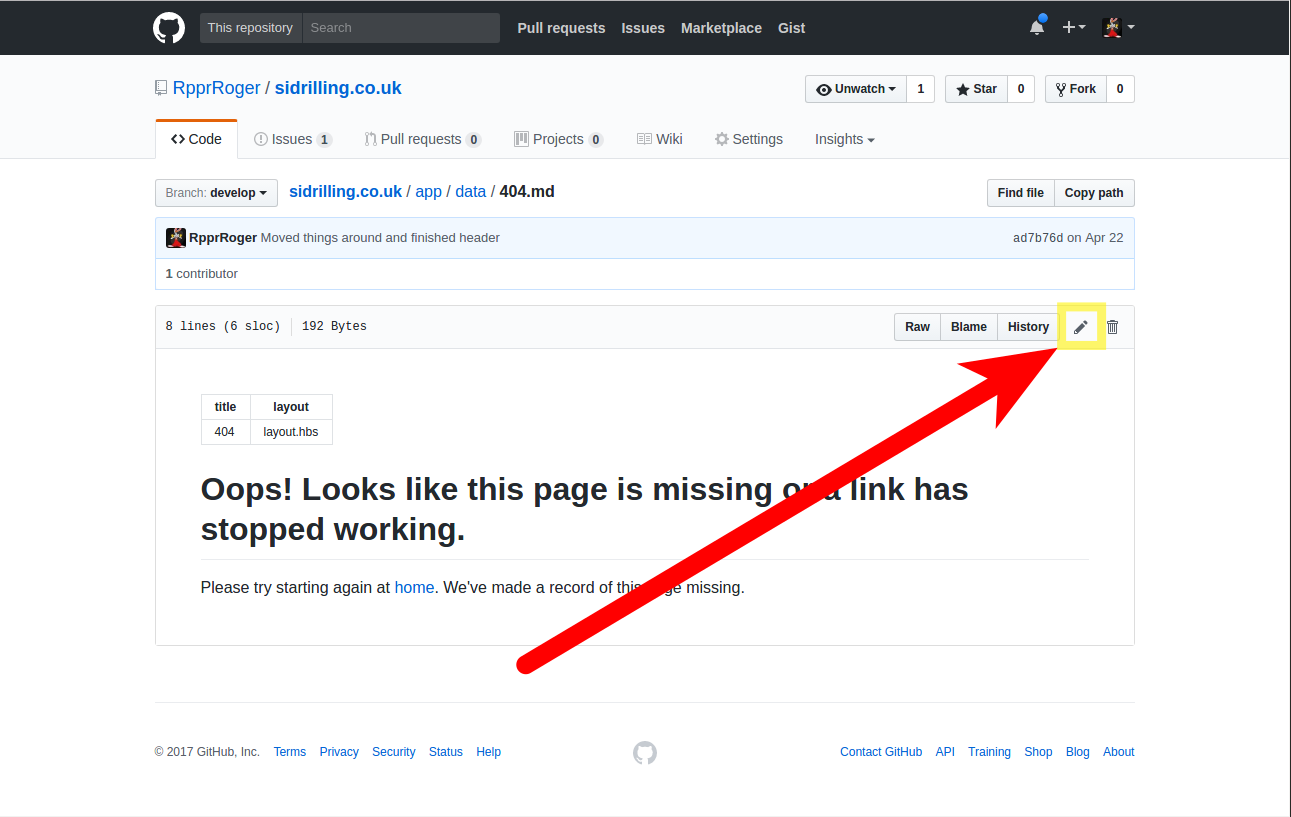 This repository Search Pull requests Issues Marketplace Gist
RpprRoger / sidrilling.co.uk Unwatch 1 Star 0 Fork 0
Code Issues 1 Pull requests 0 Projects 0 Wiki Settings Insights
Branch: develop sidrilling.co.uk / app / data / 404.md Find file Copy path
RpprRoger Moved things around and finished header ad7b76d on Apr 22
1 contributor
8 lines (6 sloc) 192 Bytes Raw Blame History
title layout
404 layout.hbs
Oops! Looks like this page is missing or a link has
stopped working.
Please try starting again at home. We've made a record of this page missing.
© 2017 GitHub, Inc. Terms Privacy Security Status Help Contact GitHub API Training Shop Blog About